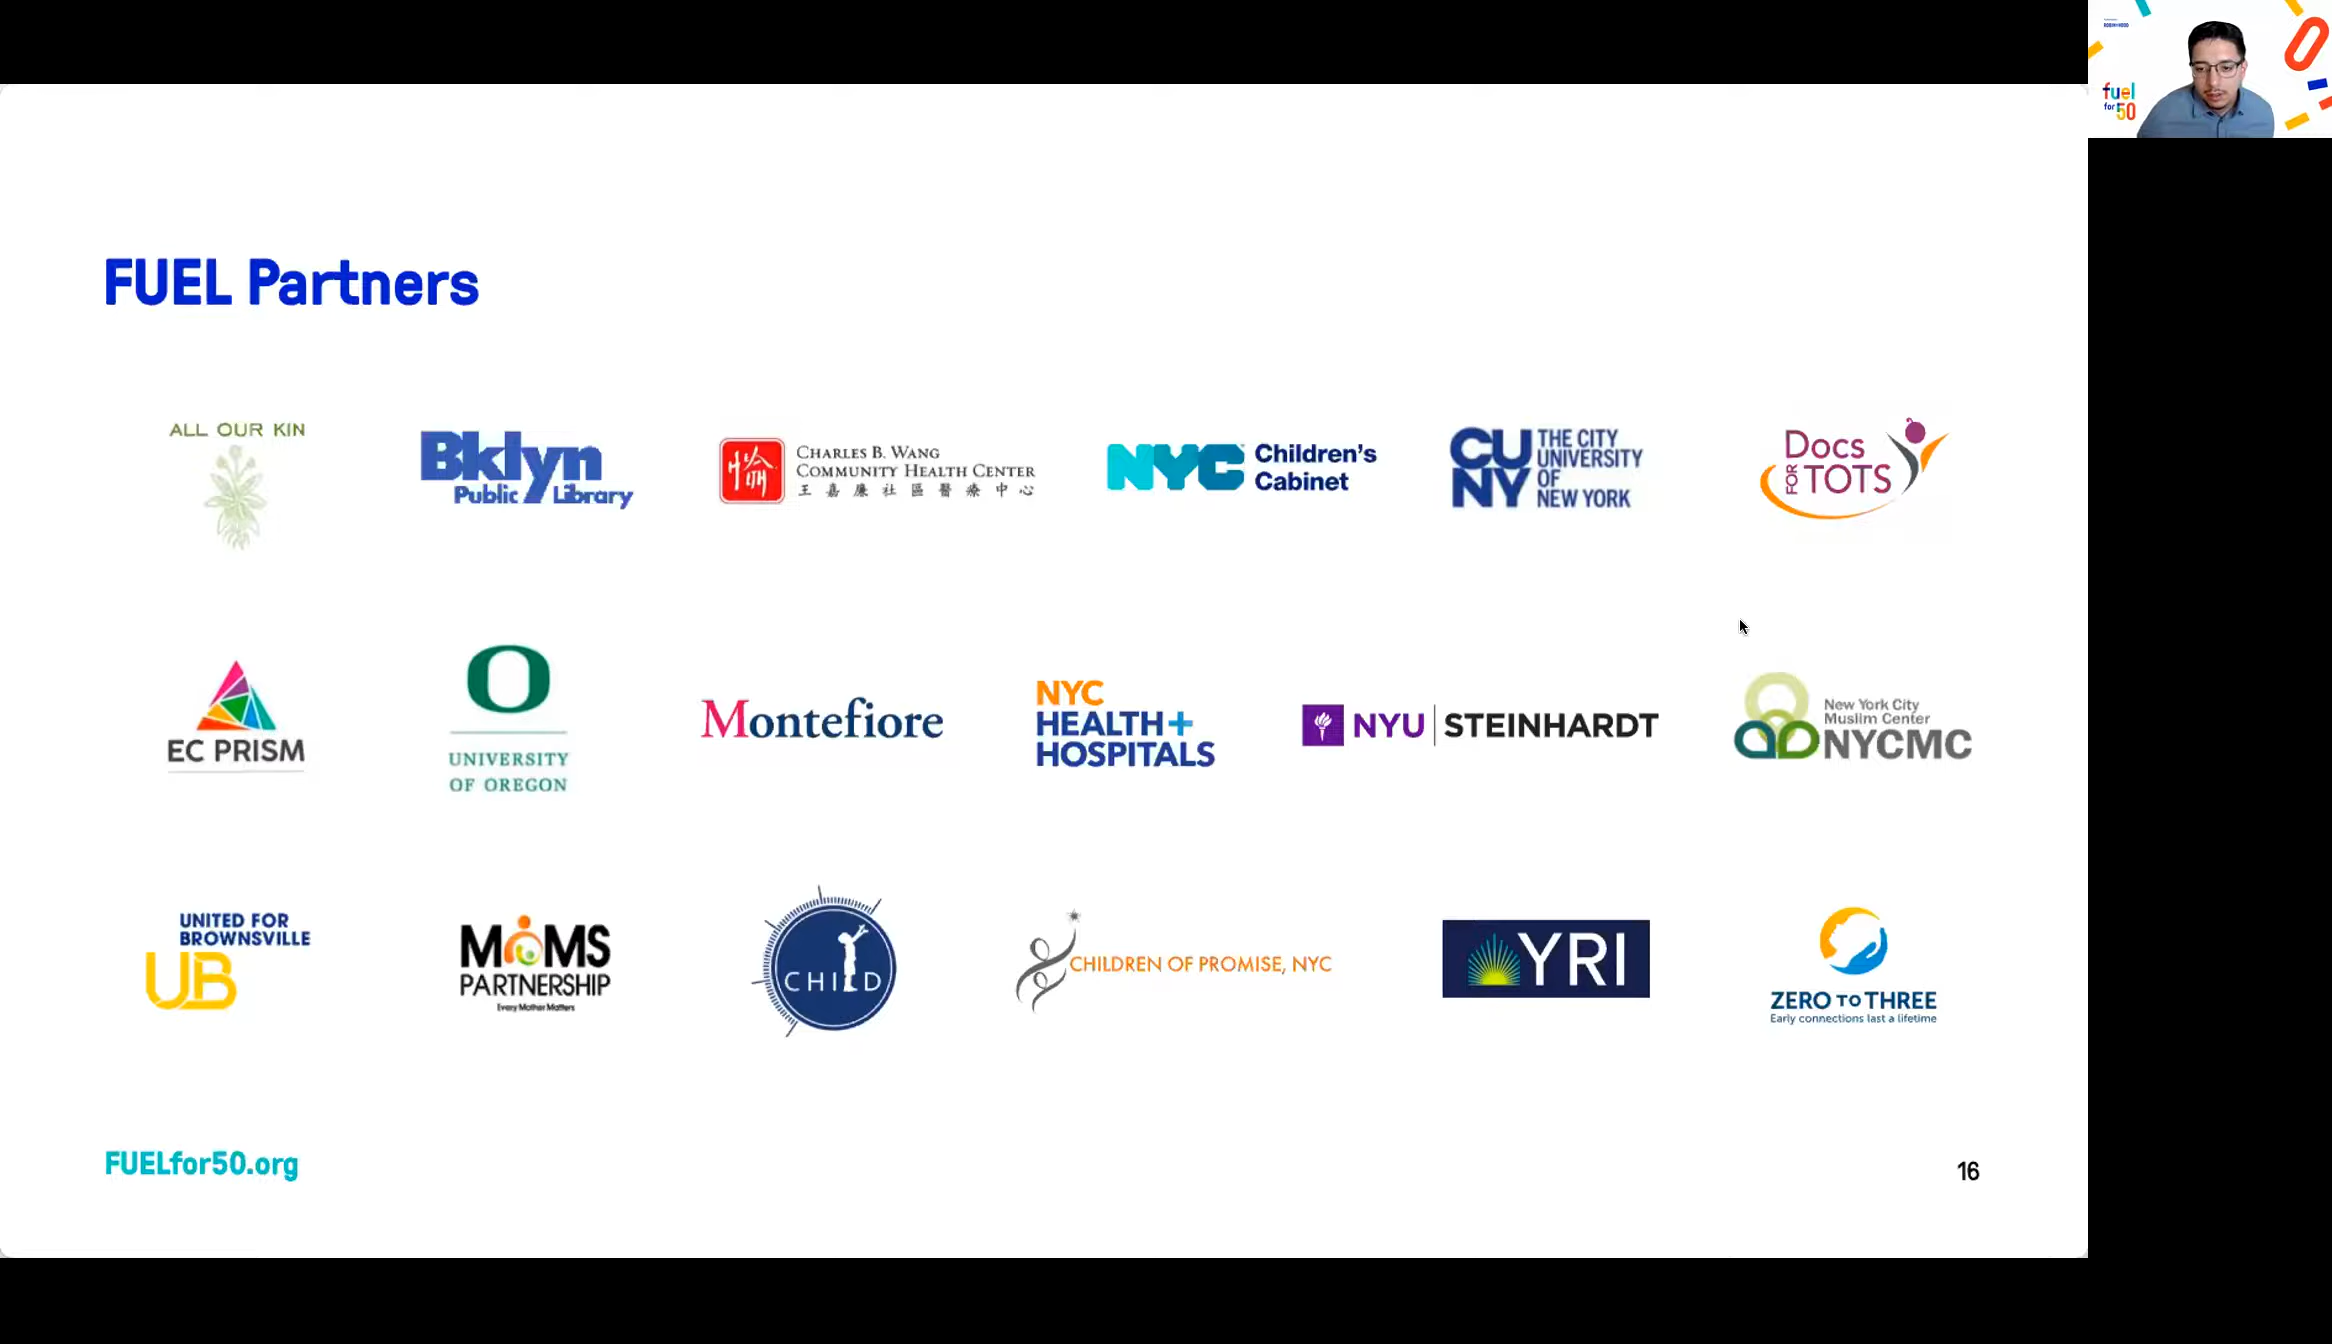 ROBIN HOOD
fuel
for 50
FUEL Partners
ALL OUR KIN
Bklyn
Public Library
CHARLES B. WANG
COMMUNITY HEALTH CENTER
王嘉廉社區醫療中心
NYC Children's
Cabinet
CU
NY
THE CITY
UNIVERSITY
OF
NEW YORK
Docs
FOR
TOTS
EC PRISM
O
UNIVERSITY
OF OREGON
Montefiore
NYC
HEALTH+
HOSPITALS
NYU STEINHARDT
New York City
Muslim Center
NYCMC
UNITED FOR
BROWNSVILLE
UB
MOMS
PARTNERSHIP
Every Mother Matters
CHILD
CHILDREN OF PROMISE, NYC
YRI
ZERO TO THREE
Early connections last a lifetime
FUELfor50.org
16